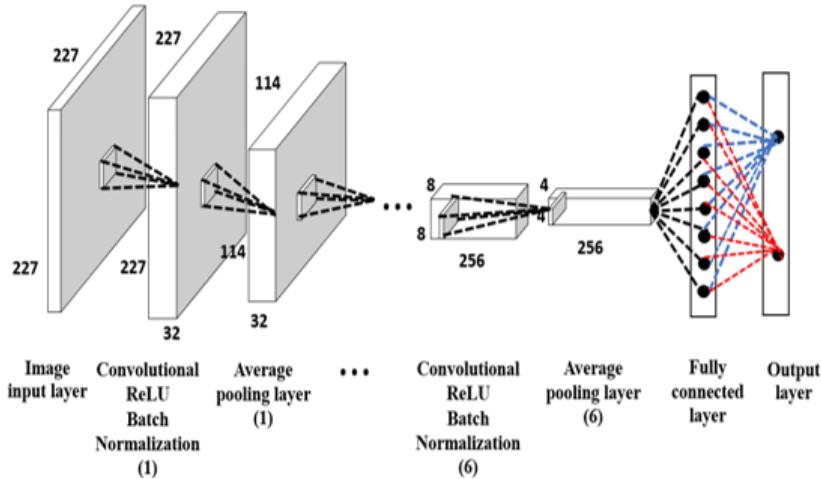 227
227
114
227
227
32
114
32
8
8
256
4
4
256
Image
input layer
Convolutional
ReLU
Batch
Normalization
(1)
Average
pooling layer
(1)
Convolutional
ReLU
Batch
Normalization
(6)
Average
pooling layer
(6)
Fully
connected
layer
Output
layer